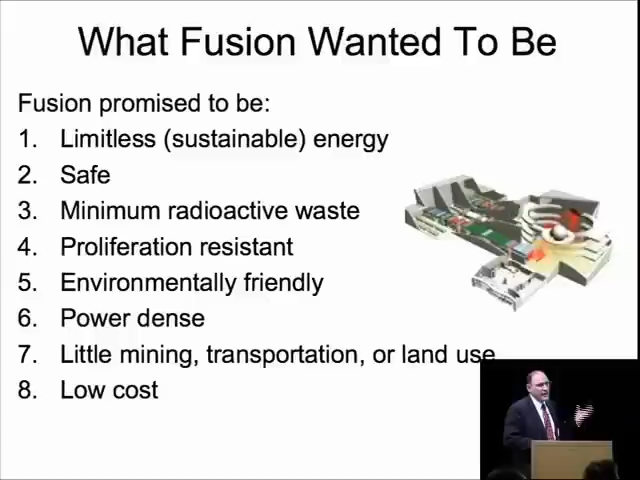 What Fusion Wanted To Be
Fusion promised to be:
1. Limitless (sustainable) energy
2. Safe
3. Minimum radioactive waste
4. Proliferation resistant
5. Environmentally friendly
6. Power dense
7. Little mining, transportation, or land use
8. Low cost